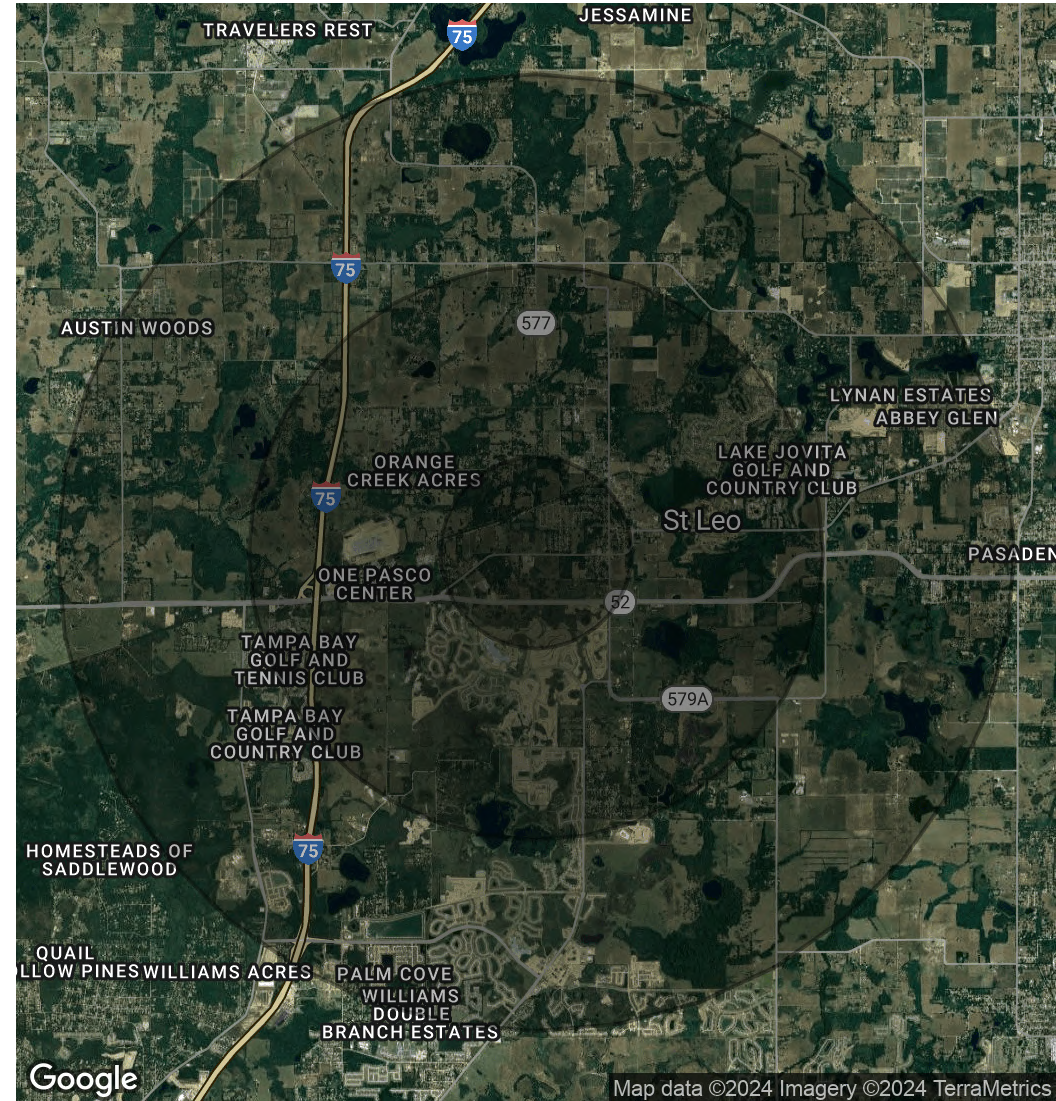 TRAVELERS REST
JESSAMINE
75
75
AUSTIN WOODS
577
LYNAN ESTATES
ABBEY GLEN
ORANGE
CREEK ACRES
LAKE JOVITA
GOLF AND
COUNTRY CLUB
75
St Leo
PASADEN
ONE PASCO
CENTER
52
TAMPA BAY
GOLF AND
TENNIS CLUB
579A
TAMPA BAY
GOLF AND
COUNTRY CLUB
75
HOMESTEADS OF
SADDLEWOOD
QUAIL
OLLOW PINES
WILLIAMS ACRES
PALM COVE
WILLIAMS
DOUBLE
BRANCH ESTATES
Google
Map data ©2024 Imagery ©2024 TerraMetrics